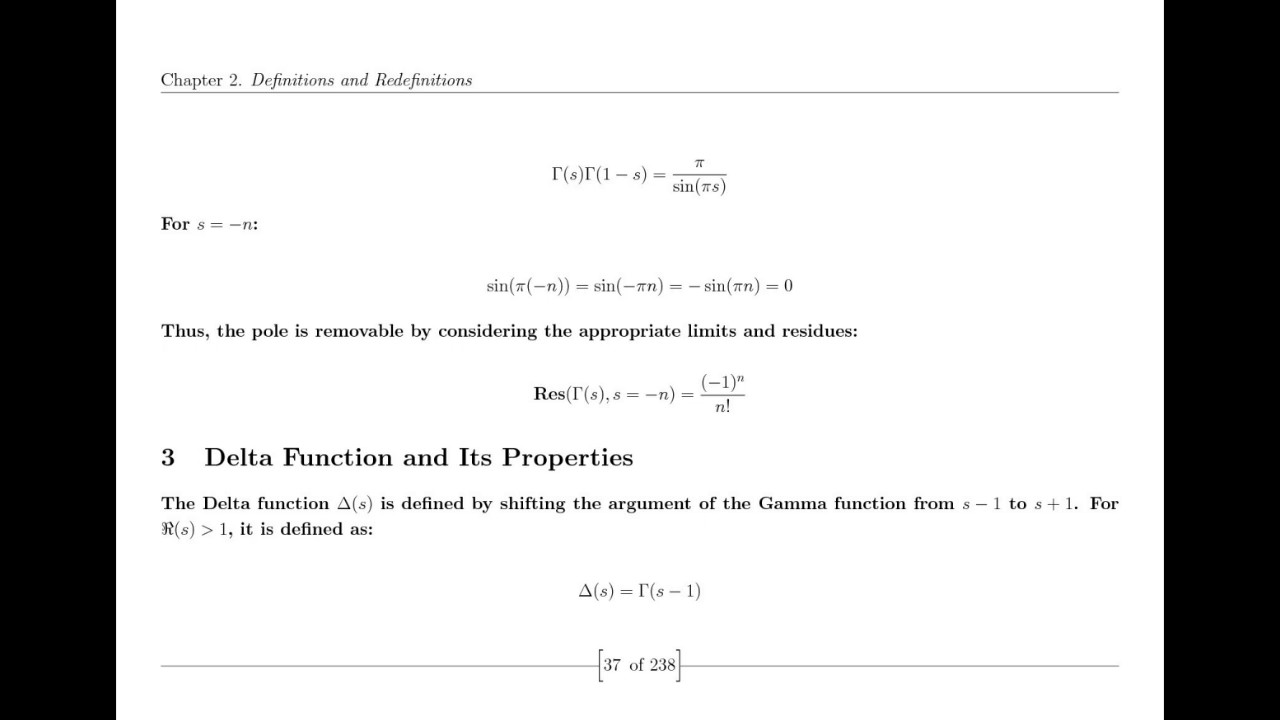 Chapter 2. Definitions and Redefinitions
Γ(s)Γ(1 − s) = π / sin(πs)
For s = −n:
sin(π(−n)) = sin(−πn) = − sin(πn) = 0
Thus, the pole is removable by considering the appropriate limits and residues:
Res(Γ(s), s = −n) = (−1)ⁿ / n!
3 Delta Function and Its Properties
The Delta function Δ(s) is defined by shifting the argument of the Gamma function from s − 1 to s + 1. For
ℜ(s) > 1, it is defined as:
Δ(s) = Γ(s − 1)
[37 of 238]